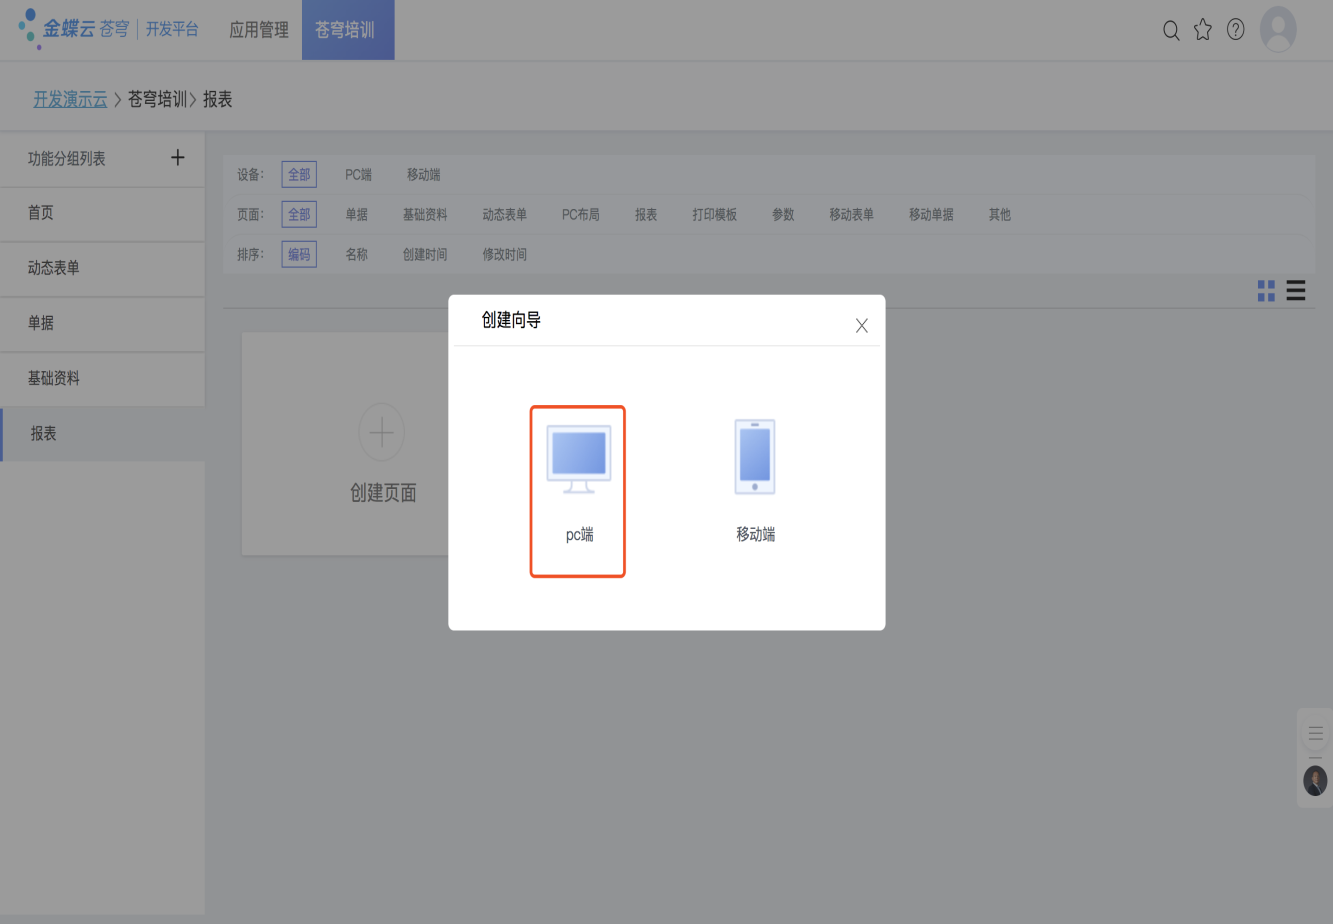 金蝶云 苍穹 开发平台 应用管理 苍穹培训
开发演示云 > 苍穹培训 > 报表
功能分组列表 +
首页
动态表单
单据
基础资料
报表
设备： 全部 PC端 移动端
页面： 全部 单据 基础资料 动态表单 PC布局 报表 打印模板 参数 移动表单 移动单据 其他
排序： 编码 名称 创建时间 修改时间
创建页面
创建向导
pc端 移动端